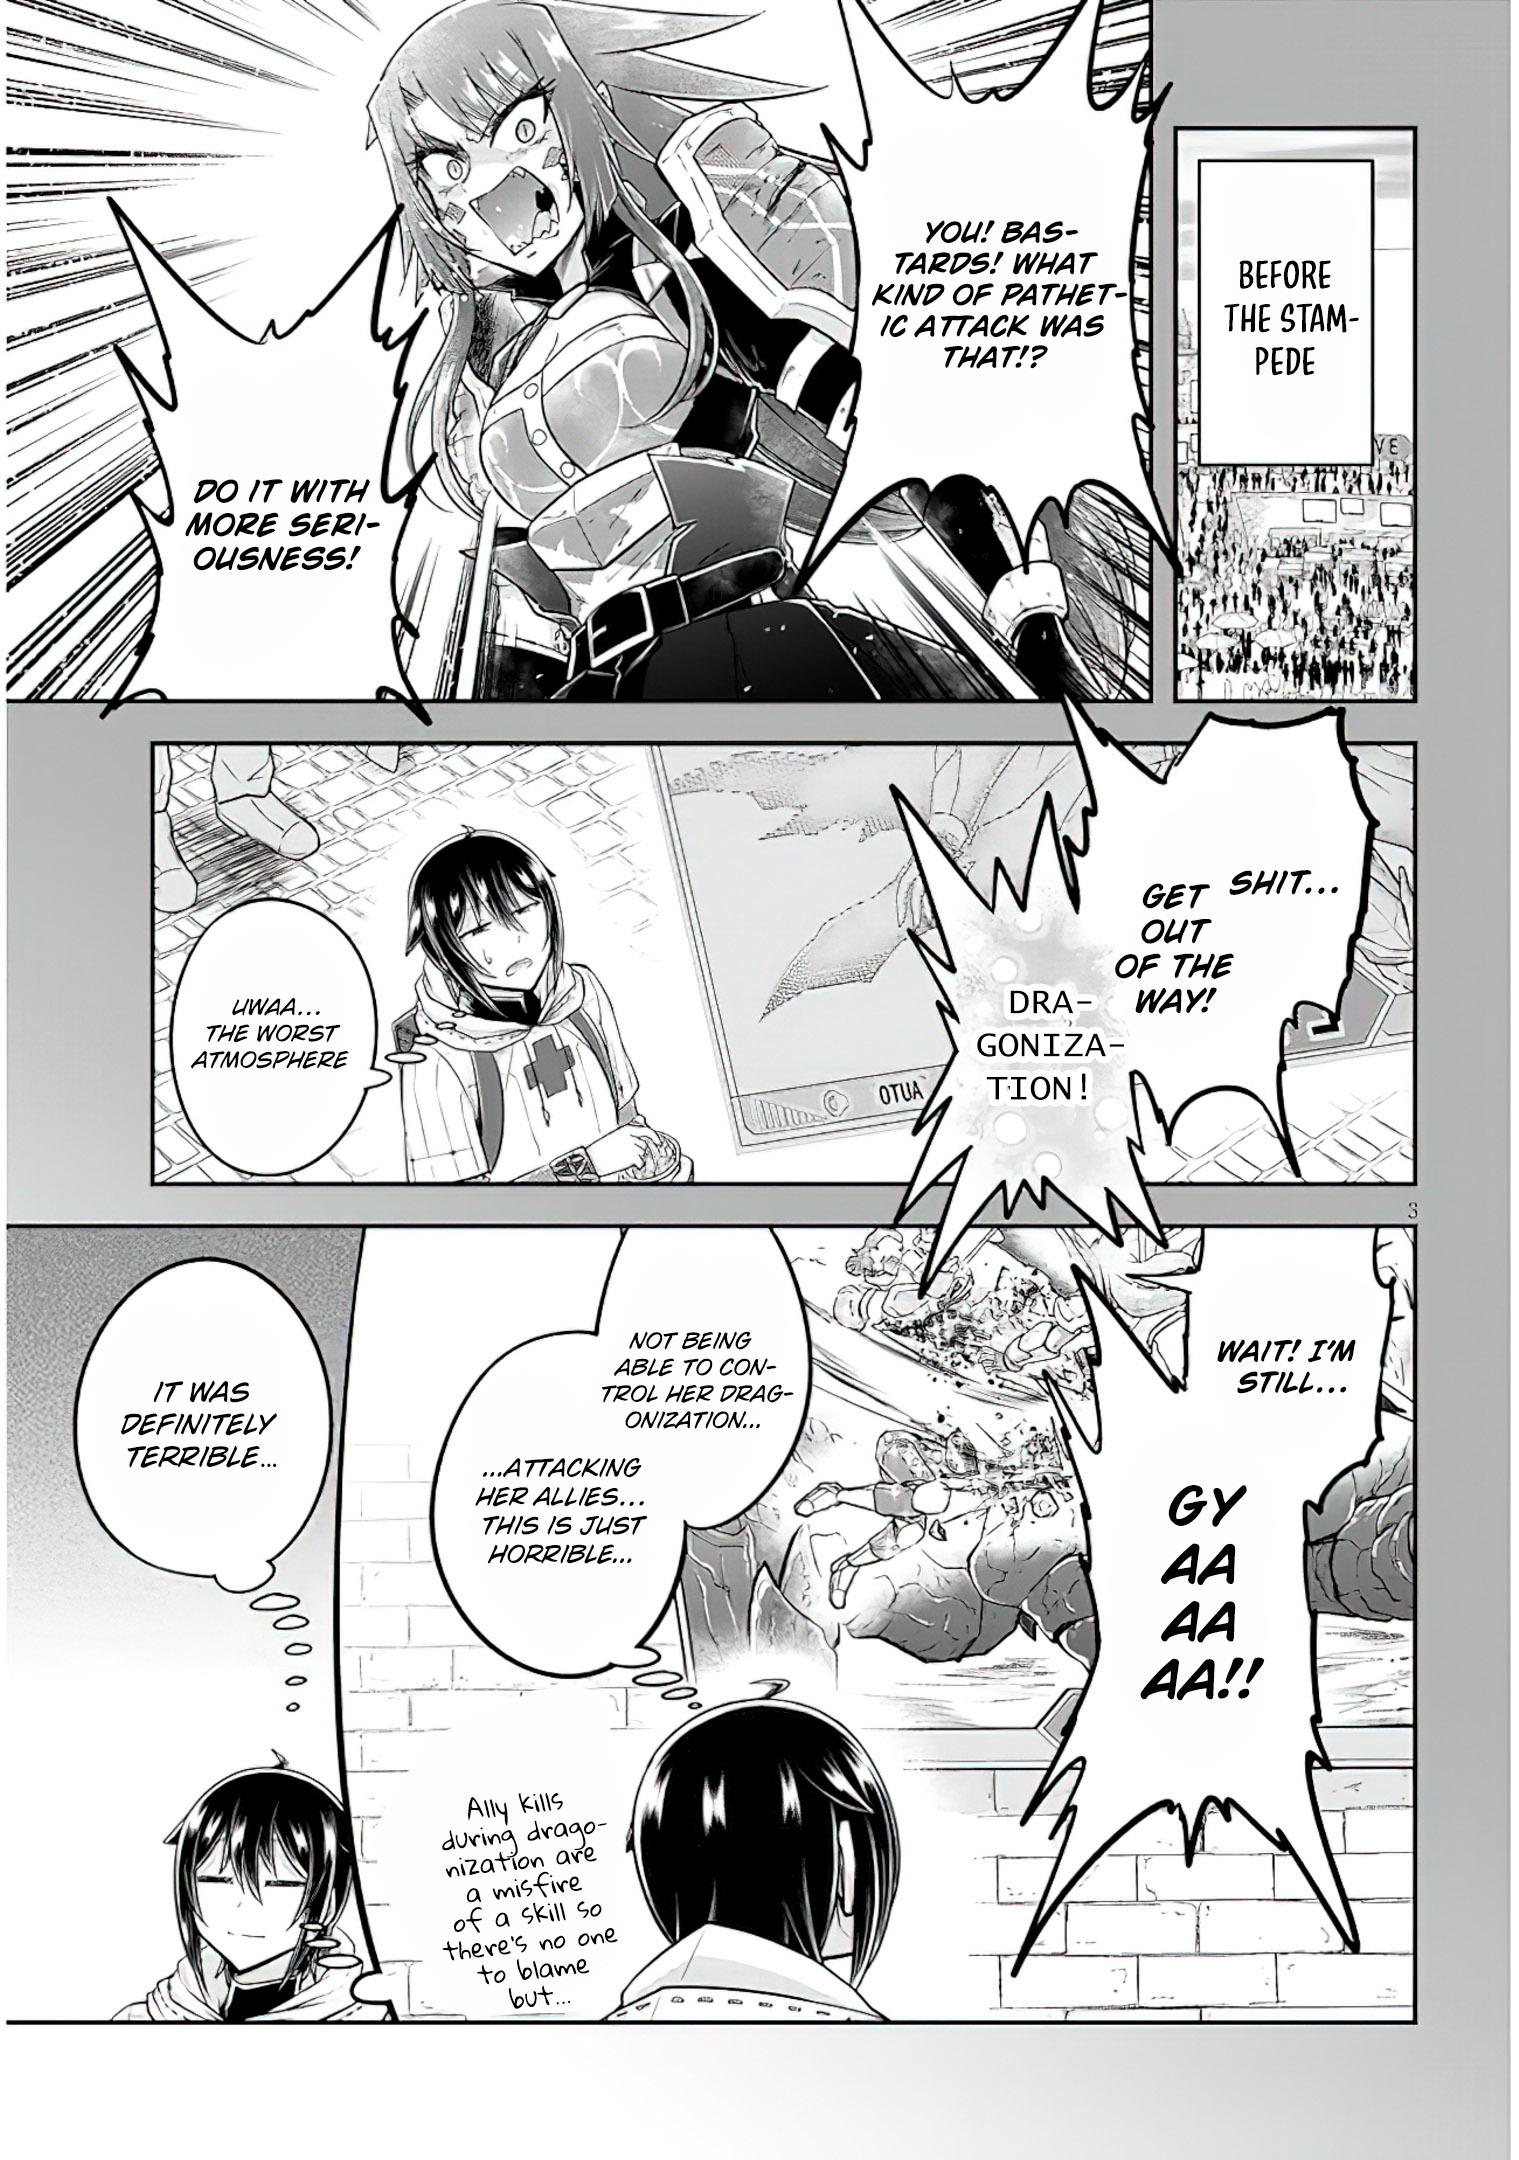 BEFORE
THE STAM-
PEDE
VE
YOU! BAS-
TARDS! WHAT
KIND OF PATHET-
IC ATTACK WAS
THAT!?
DO IT WITH
MORE SERI-
OUSNESS!
SHIT...
GET
OUT
OF THE
WAY!
DRA-
GONIZA-
TION!
OTUA
UWAA...
THE WORST
ATMOSPHERE
3
WAIT! I'M
STILL...
GY
AA
AA
AA!!
NOT BEING
ABLE TO CON-
TROL HER DRAG-
ONIZATION...
...ATTACKING
HER ALLIES...
THIS IS JUST
HORRIBLE...
Ally kills
during drago-
nization are
a misfire
of a skill so
there's no one
to blame
but...
IT WAS
DEFINITELY
TERRIBLE...